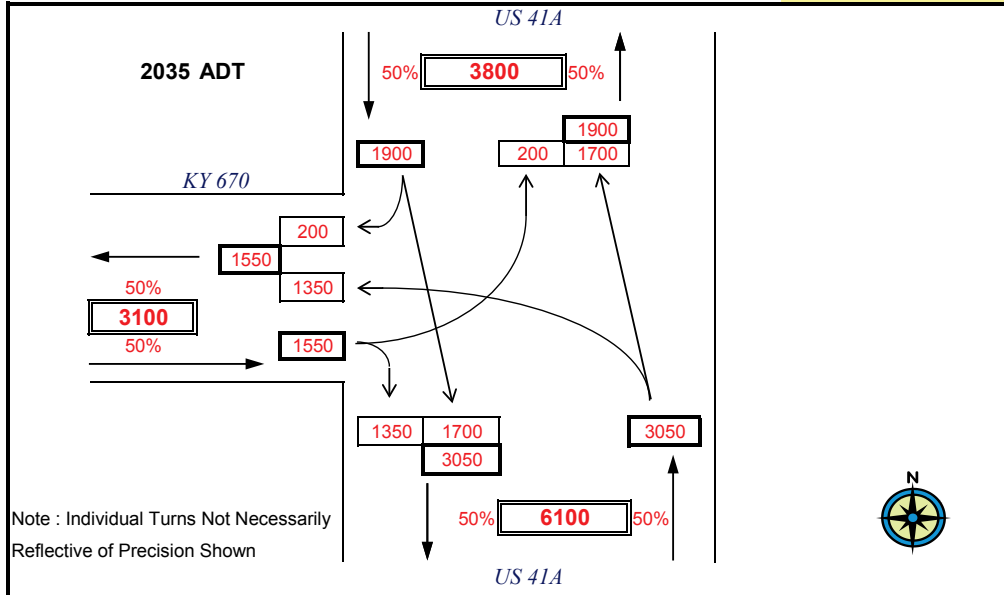 US 41A
2035 ADT
50% 3800 50%
1900
1900
200 1700
KY 670
200
1550
1350
50%
3100
50%
1550
1350 1700
3050
3050
N
Note : Individual Turns Not Necessarily
Reflective of Precision Shown
50% 6100 50%
US 41A